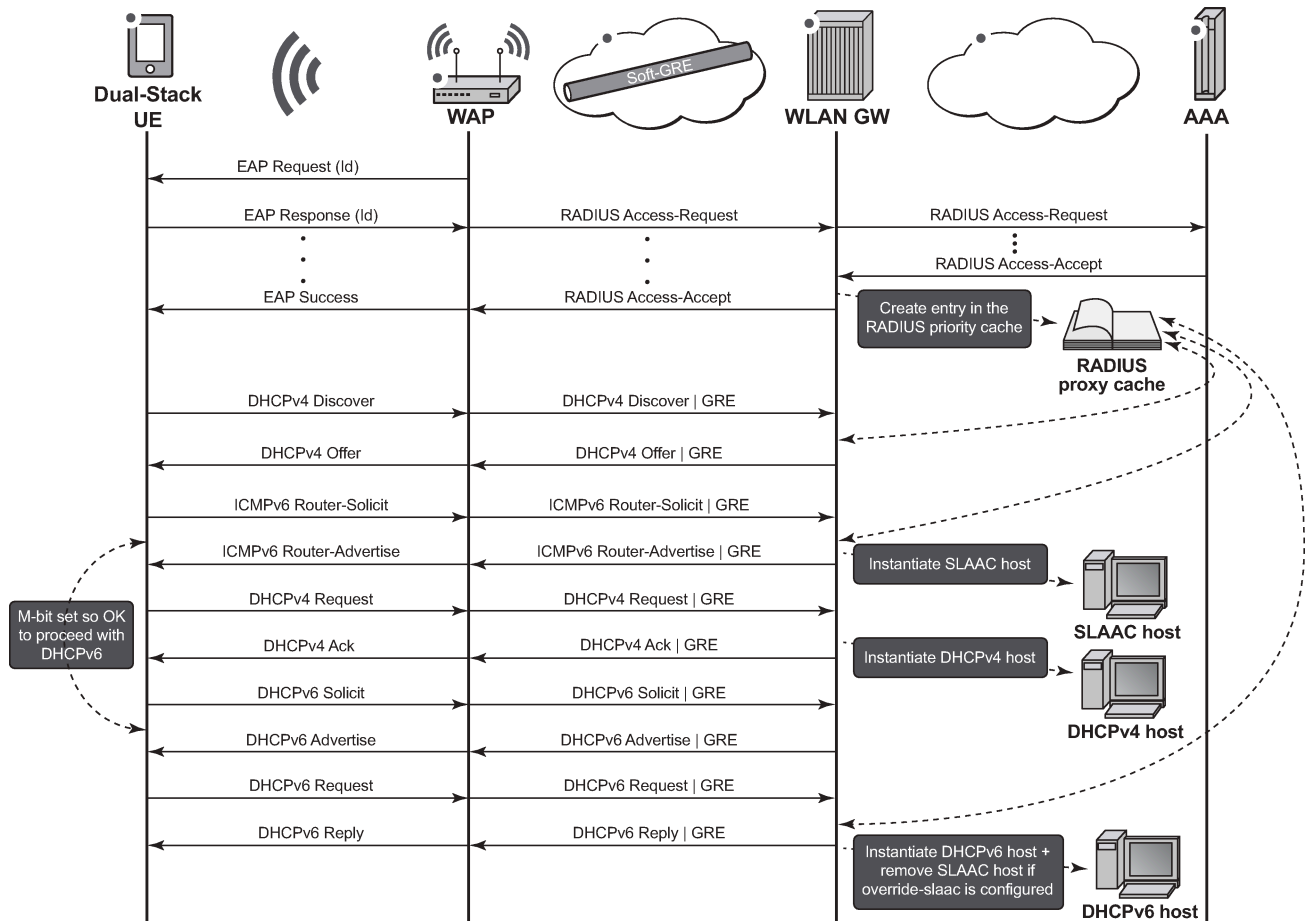 Soft-GRE
Dual-Stack
UE
WAP
WLAN GW
AAA
EAP Request (Id)
EAP Response (Id)
RADIUS Access-Request
RADIUS Access-Request
RADIUS Access-Accept
EAP Success
RADIUS Access-Accept
Create entry in the
RADIUS priority cache
RADIUS
proxy cache
DHCPv4 Discover
DHCPv4 Discover | GRE
DHCPv4 Offer
DHCPv4 Offer | GRE
ICMPv6 Router-Solicit
ICMPv6 Router-Solicit | GRE
ICMPv6 Router-Advertise
ICMPv6 Router-Advertise | GRE
Instantiate SLAAC host
SLAAC host
M-bit set so OK
to proceed with
DHCPv6
DHCPv4 Request
DHCPv4 Request | GRE
DHCPv4 Ack
DHCPv4 Ack | GRE
Instantiate DHCPv4 host
DHCPv4 host
DHCPv6 Solicit
DHCPv6 Solicit | GRE
DHCPv6 Advertise
DHCPv6 Advertise | GRE
DHCPv6 Request
DHCPv6 Request | GRE
DHCPv6 Reply
DHCPv6 Reply | GRE
Instantiate DHCPv6 host +
remove SLAAC host if
override-slaac is configured
DHCPv6 host